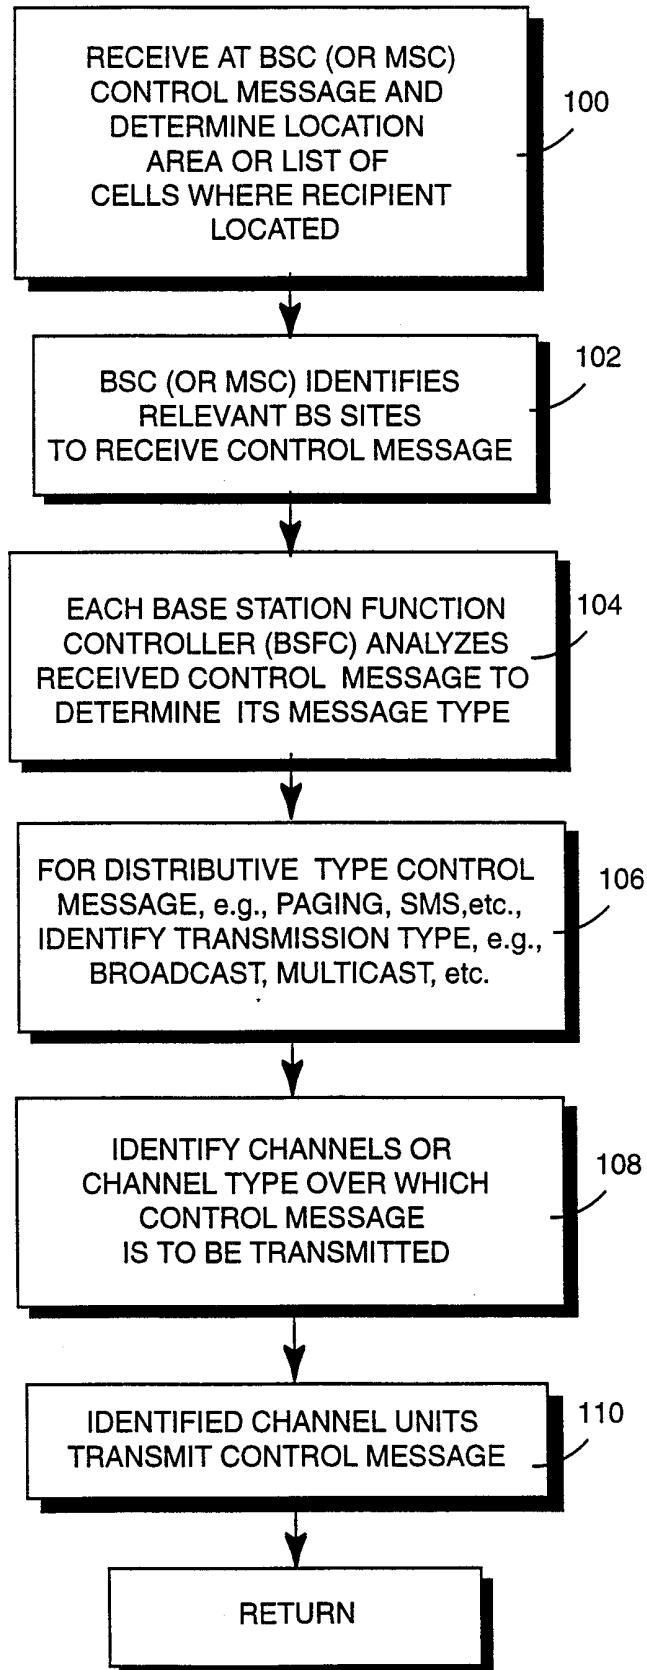 RECEIVE AT BSC (OR MSC)
CONTROL MESSAGE AND
DETERMINE LOCATION
AREA OR LIST OF
CELLS WHERE RECIPIENT
LOCATED
100
BSC (OR MSC) IDENTIFIES
RELEVANT BS SITES
TO RECEIVE CONTROL MESSAGE
102
EACH BASE STATION FUNCTION
CONTROLLER (BSFC) ANALYZES
RECEIVED CONTROL MESSAGE TO
DETERMINE ITS MESSAGE TYPE
104
FOR DISTRIBUTIVE TYPE CONTROL
MESSAGE, e.g., PAGING, SMS,etc.,
IDENTIFY TRANSMISSION TYPE, e.g.,
BROADCAST, MULTICAST, etc.
106
IDENTIFY CHANNELS OR
CHANNEL TYPE OVER WHICH
CONTROL MESSAGE
IS TO BE TRANSMITTED
108
IDENTIFIED CHANNEL UNITS
TRANSMIT CONTROL MESSAGE
110
RETURN